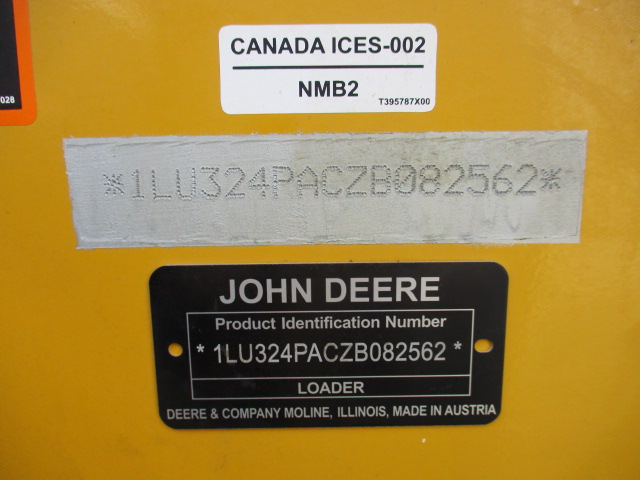 CANADA ICES-002
NMB2
T395787X00
028
*1LU324PACZB082562*
JOHN DEERE
Product Identification Number
* 1LU324PACZB082562 *
LOADER
DEERE & COMPANY MOLINE, ILLINOIS, MADE IN AUSTRIA